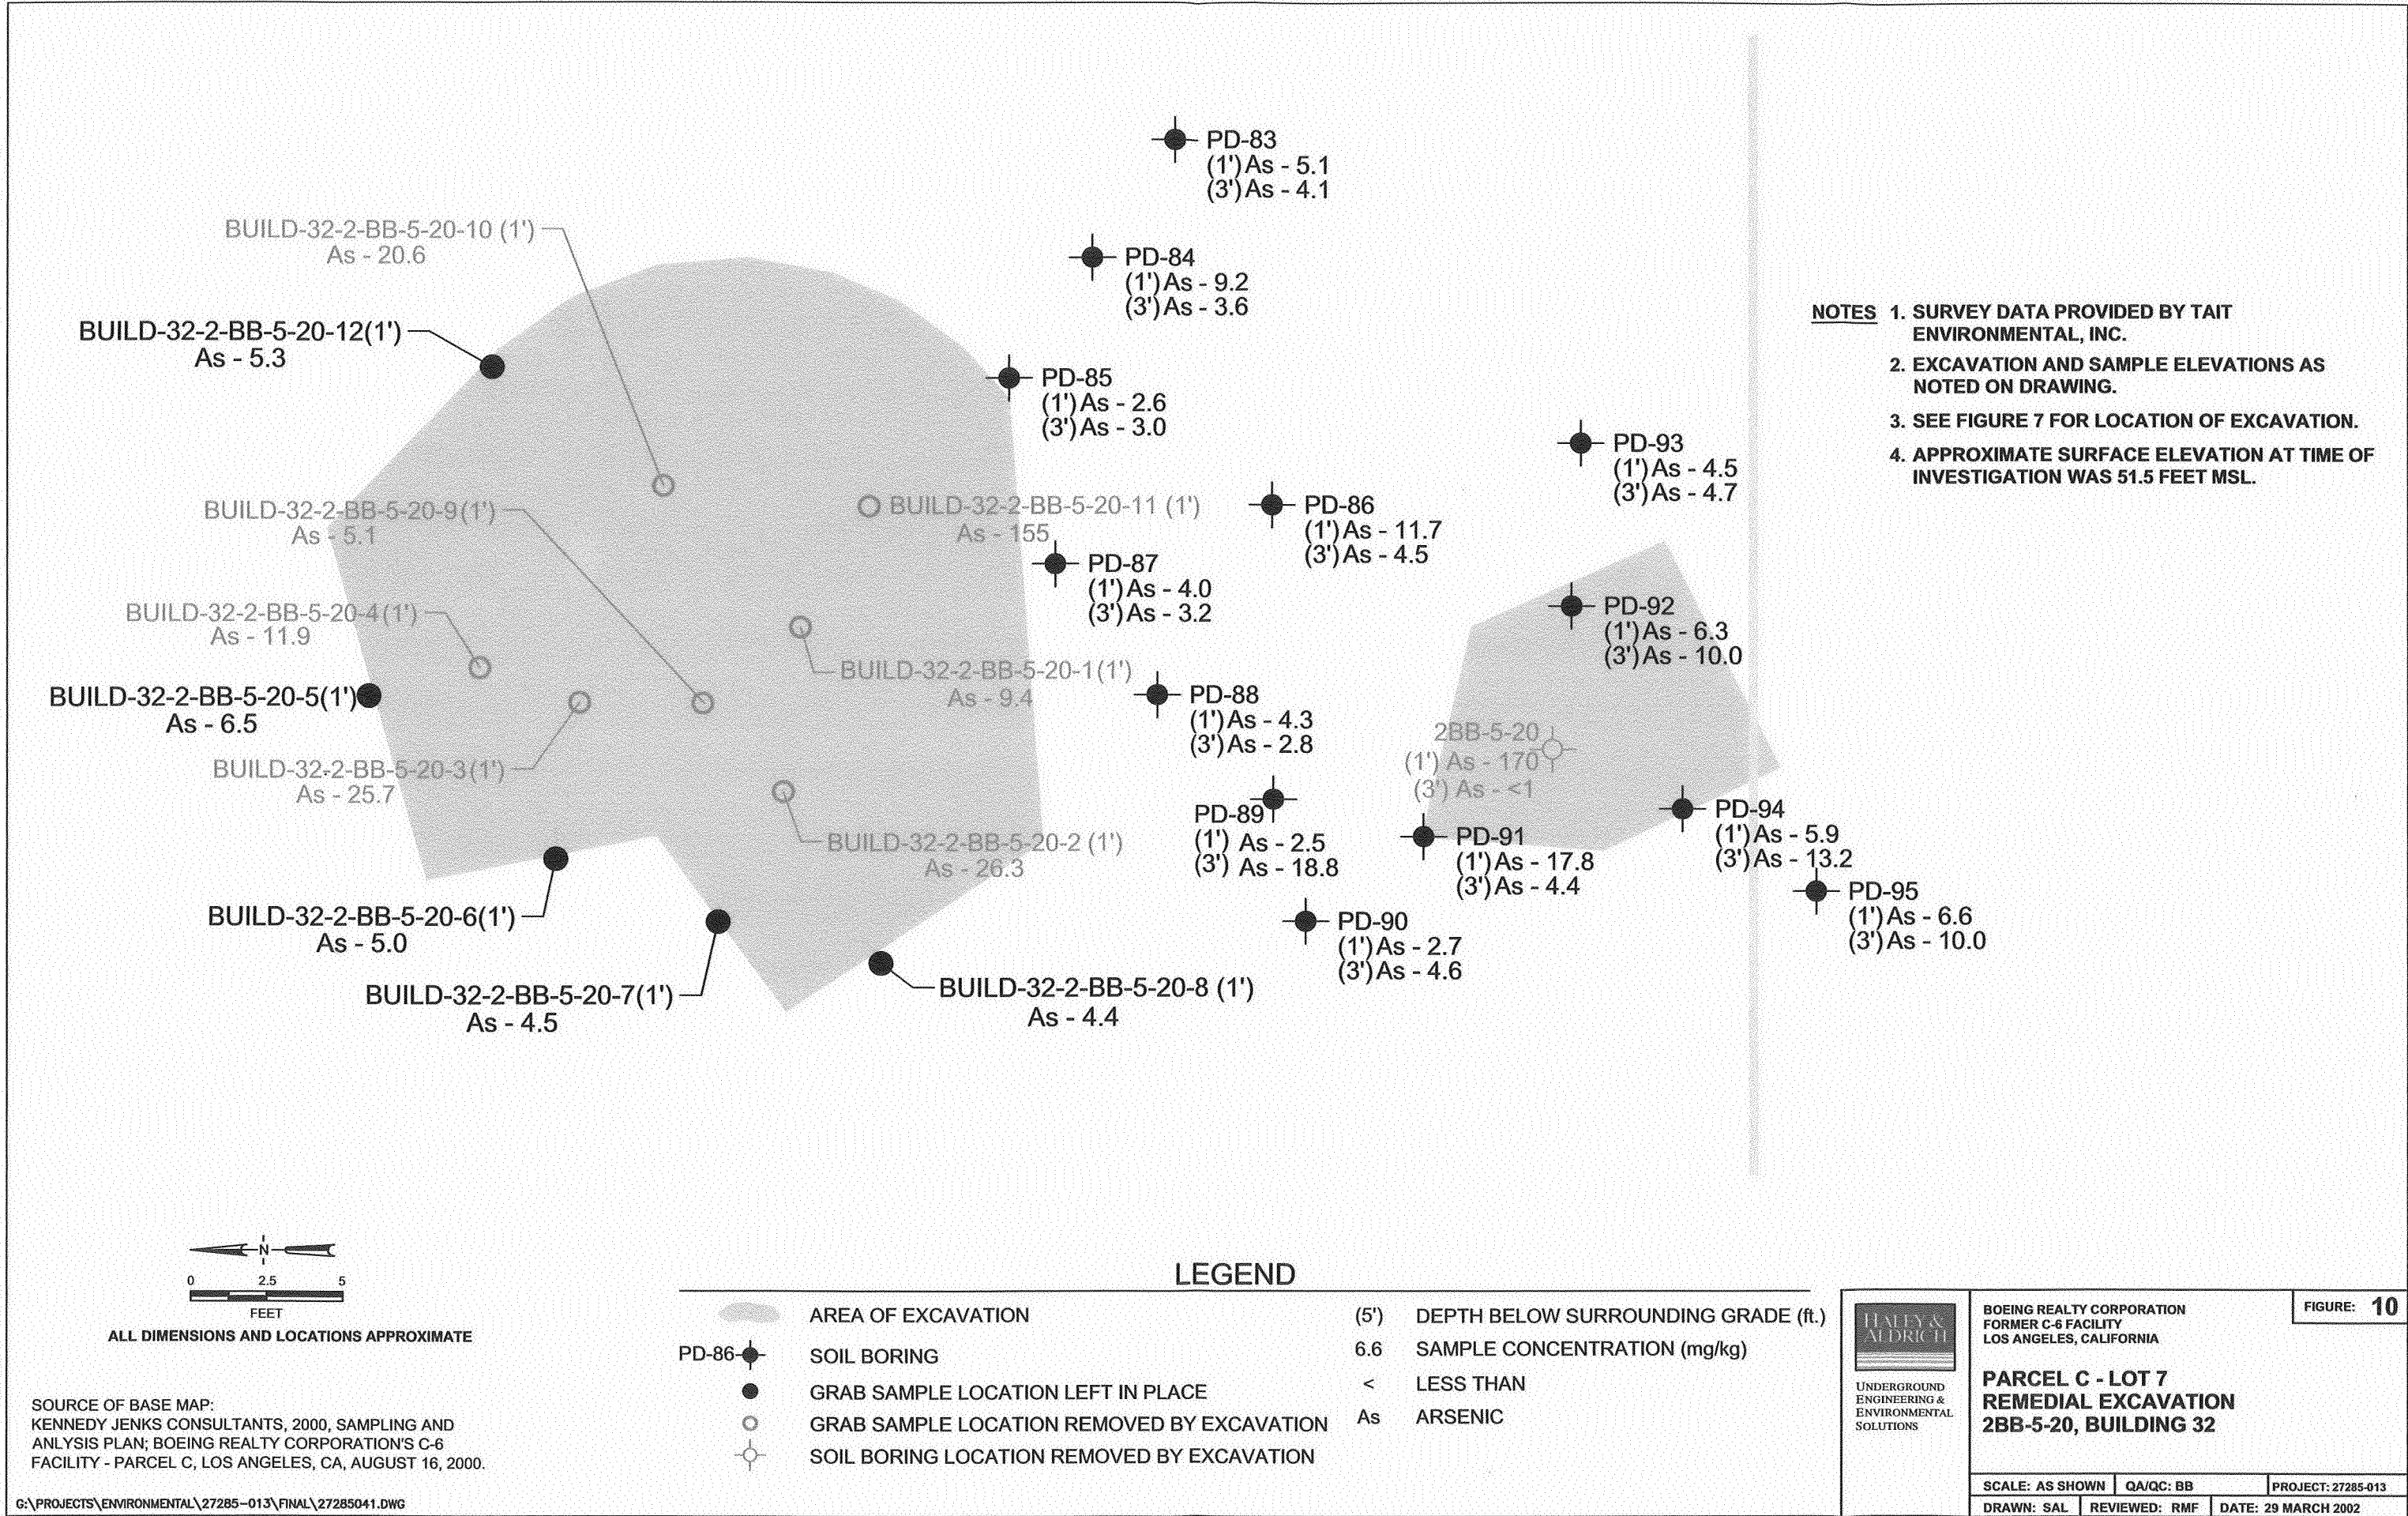 PD-83
(1') As - 5.1
(3') As - 4.1
BUILD-32-2-BB-5-20-10 (1')
As - 20.6
PD-84
(1') As - 9.2
(3') As - 3.6
BUILD-32-2-BB-5-20-12(1')
As - 5.3
PD-85
(1') As - 2.6
(3') As - 3.0
NOTES 1. SURVEY DATA PROVIDED BY TAIT
ENVIRONMENTAL, INC.
2. EXCAVATION AND SAMPLE ELEVATIONS AS
NOTED ON DRAWING.
3. SEE FIGURE 7 FOR LOCATION OF EXCAVATION.
4. APPROXIMATE SURFACE ELEVATION AT TIME OF
INVESTIGATION WAS 51.5 FEET MSL.
PD-93
(1') As - 4.5
(3') As - 4.7
BUILD-32-2-BB-5-20-9(1')
As - 5.1
BUILD-32-2-BB-5-20-11 (1')
As - 155
PD-86
(1') As - 11.7
(3') As - 4.5
PD-87
(1') As - 4.0
(3') As - 3.2
BUILD-32-2-BB-5-20-4(1')
As - 11.9
PD-92
(1') As - 6.3
(3') As - 10.0
BUILD-32-2-BB-5-20-1(1')
As - 9.4
BUILD-32-2-BB-5-20-5(1')
As - 6.5
PD-88
(1') As - 4.3
(3') As - 2.8
2BB-5-20
(1') As - 170
(3') As - <1
BUILD-32-2-BB-5-20-3(1')
As - 25.7
PD-89
(1') As - 2.5
(3') As - 18.8
BUILD-32-2-BB-5-20-2 (1')
As - 26.3
PD-91
(1') As - 17.8
(3') As - 4.4
PD-94
(1') As - 5.9
(3') As - 13.2
PD-95
(1') As - 6.6
(3') As - 10.0
BUILD-32-2-BB-5-20-6(1')
As - 5.0
PD-90
(1') As - 2.7
(3') As - 4.6
BUILD-32-2-BB-5-20-7(1')
As - 4.5
BUILD-32-2-BB-5-20-8 (1')
As - 4.4
N
0 2.5 5
FEET
ALL DIMENSIONS AND LOCATIONS APPROXIMATE
SOURCE OF BASE MAP:
KENNEDY JENKS CONSULTANTS, 2000, SAMPLING AND
ANLYSIS PLAN; BOEING REALTY CORPORATION'S C-6
FACILITY - PARCEL C, LOS ANGELES, CA, AUGUST 16, 2000.
G:\PROJECTS\ENVIRONMENTAL\27285-013\FINAL\27285041.DWG
LEGEND
AREA OF EXCAVATION
PD-86 SOIL BORING
GRAB SAMPLE LOCATION LEFT IN PLACE
GRAB SAMPLE LOCATION REMOVED BY EXCAVATION
SOIL BORING LOCATION REMOVED BY EXCAVATION
(5') DEPTH BELOW SURROUNDING GRADE (ft.)
6.6 SAMPLE CONCENTRATION (mg/kg)
< LESS THAN
As ARSENIC
HALEY &
ALDRICH
UNDERGROUND
ENGINEERING &
ENVIRONMENTAL
SOLUTIONS
BOEING REALTY CORPORATION
FORMER C-6 FACILITY
LOS ANGELES, CALIFORNIA
FIGURE: 10
PARCEL C - LOT 7
REMEDIAL EXCAVATION
2BB-5-20, BUILDING 32
SCALE: AS SHOWN QA/QC: BB PROJECT: 27285-013
DRAWN: SAL REVIEWED: RMF DATE: 29 MARCH 2002